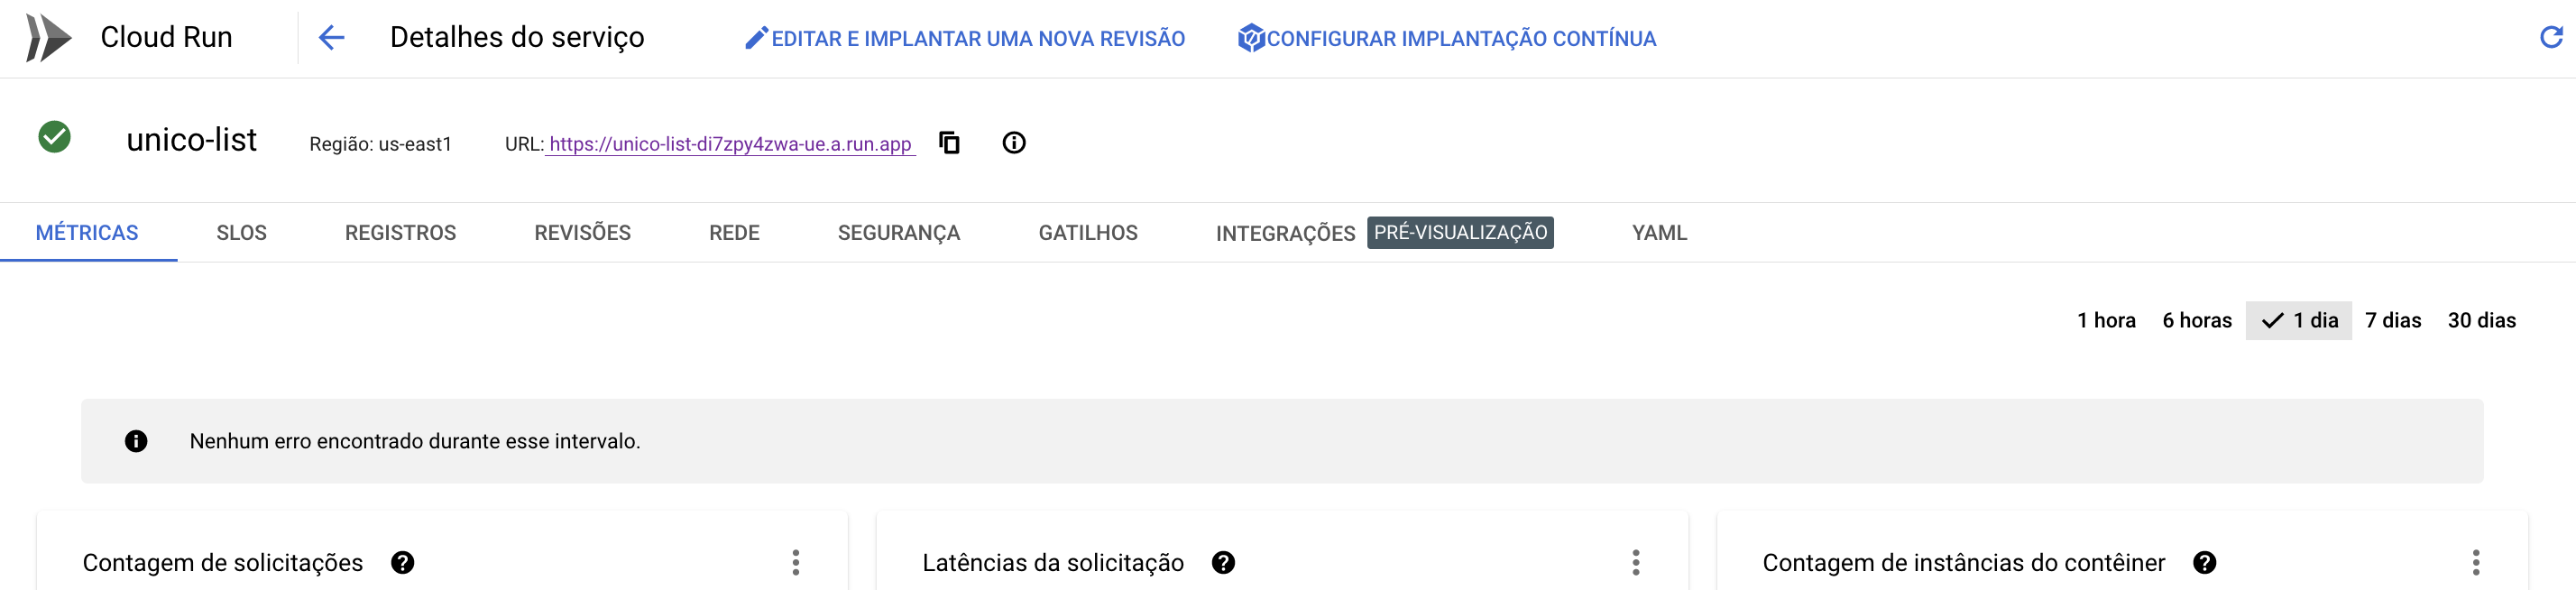 Cloud Run
Detalhes do serviço
EDITAR E IMPLANTAR UMA NOVA REVISÃO
CONFIGURAR IMPLANTAÇÃO CONTÍNUA
unico-list
Região: us-east1
URL: https://unico-list-di7zpy4zwa-ue.a.run.app
MÉTRICAS
SLOS
REGISTROS
REVISÕES
REDE
SEGURANÇA
GATILHOS
INTEGRAÇÕES PRÉ-VISUALIZAÇÃO
YAML
1 hora
6 horas
1 dia
7 dias
30 dias
Nenhum erro encontrado durante esse intervalo.
Contagem de solicitações
Latências da solicitação
Contagem de instâncias do contêiner